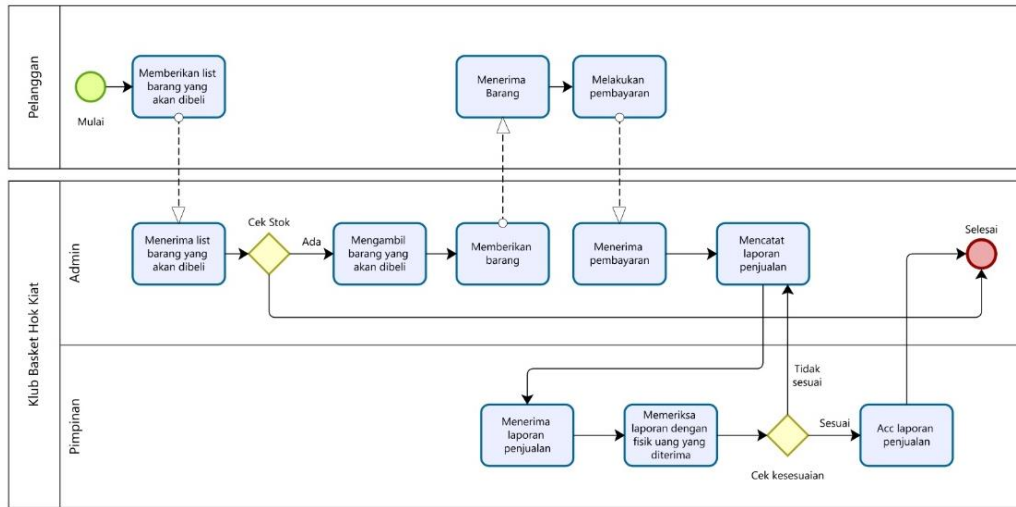 Pelanggan
Mulai
Memberikan list
barang yang
akan dibeli
Menerima
Barang
Melakukan
pembayaran
Klub Basket Hok Kiat
Admin
Menerima list
barang yang
akan dibeli
Cek Stok
Ada
Mengambil
barang yang
akan dibeli
Memberikan
barang
Menerima
pembayaran
Mencatat
laporan
penjualan
Selesai
Pimpinan
Menerima
laporan
penjualan
Memeriksa
laporan dengan
fisik uang yang
diterima
Tidak
sesuai
Cek kesesuaian
Sesuai
Acc laporan
penjualan